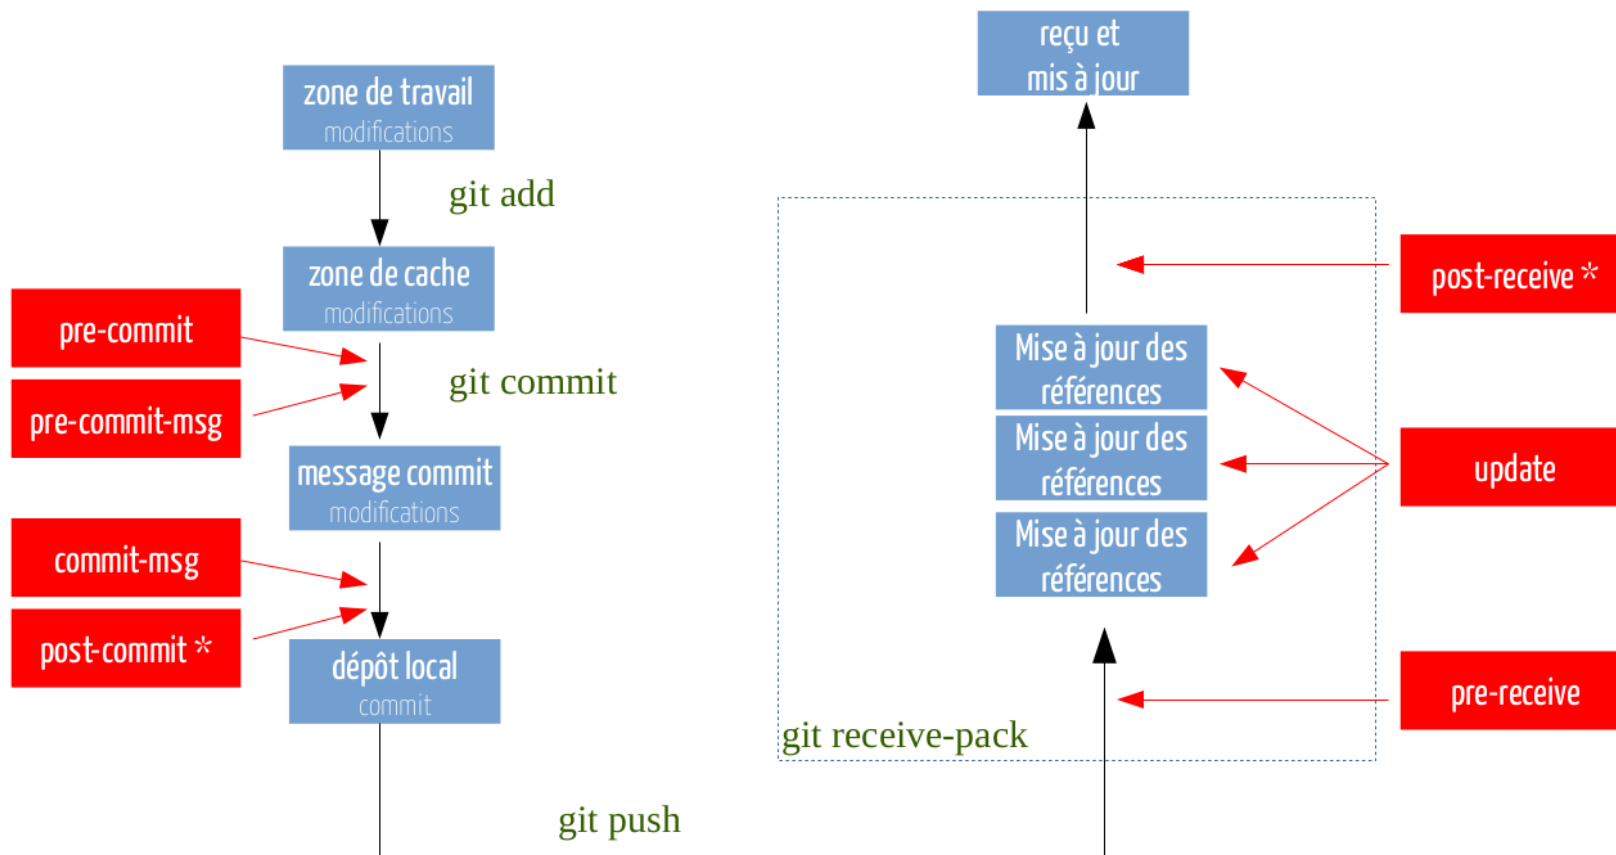 zone de travail
modifications
git add
zone de cache
modifications
pre-commit
pre-commit-msg
git commit
message commit
modifications
commit-msg
post-commit *
dépôt local
commit
git push
reçu et
mis à jour
post-receive *
Mise à jour des
références
Mise à jour des
références
Mise à jour des
références
update
pre-receive
git receive-pack